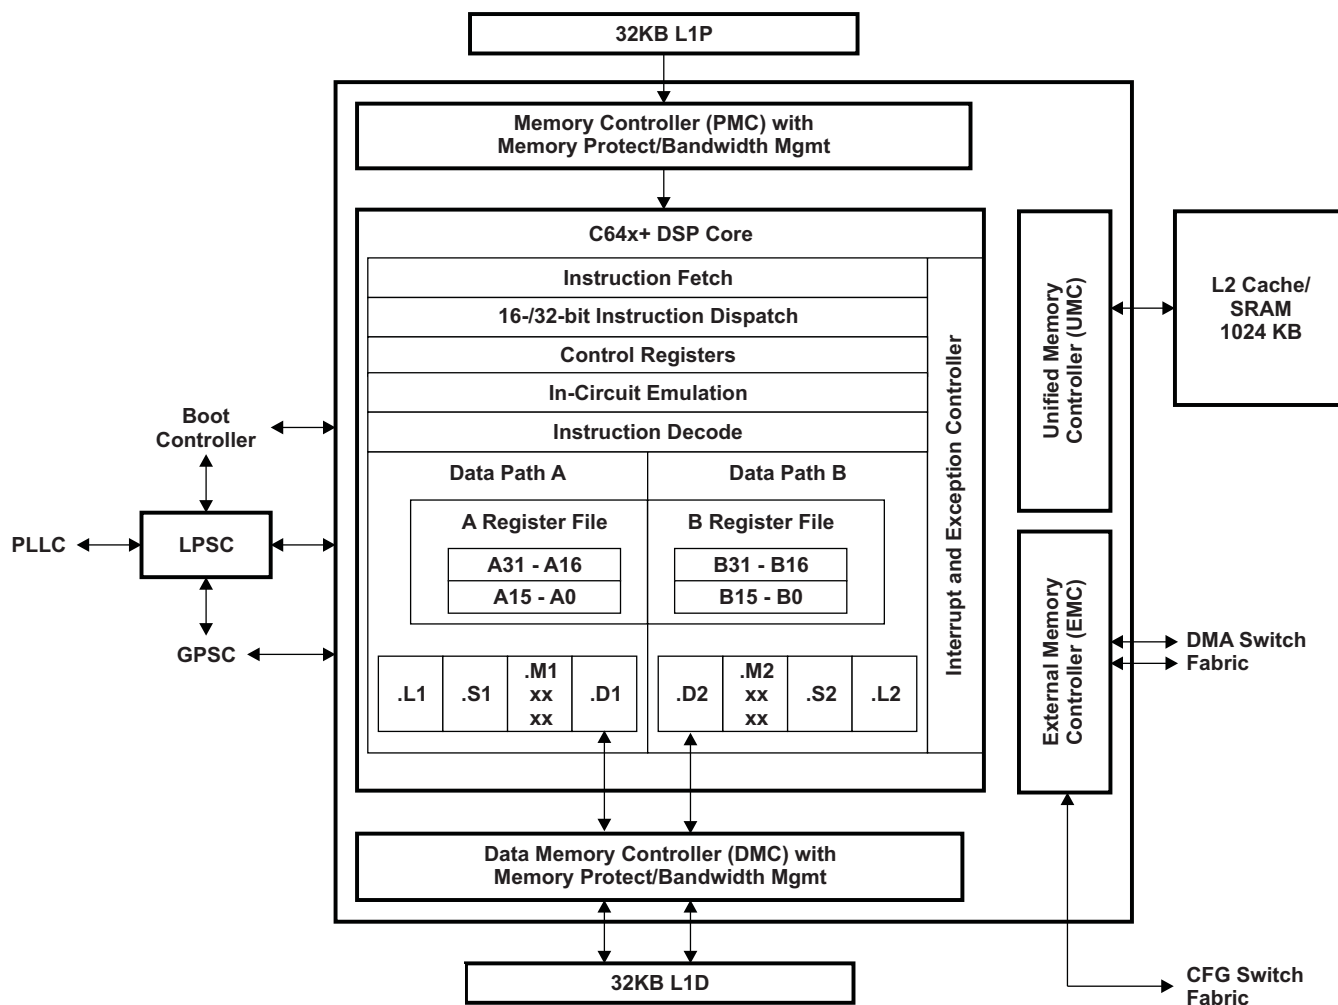 32KB L1P
Memory Controller (PMC) with
Memory Protect/Bandwidth Mgmt
C64x+ DSP Core
Instruction Fetch
16-/32-bit Instruction Dispatch
Control Registers
In-Circuit Emulation
Instruction Decode
Data Path A
Data Path B
A Register File
B Register File
A31 - A16
B31 - B16
A15 - A0
B15 - B0
.L1
.S1
.M1
xx
xx
.D1
.D2
.M2
xx
xx
.S2
.L2
Interrupt and Exception Controller
Unified Memory
Controller (UMC)
L2 Cache/
SRAM
1024 KB
External Memory
Controller (EMC)
DMA Switch
Fabric
Boot
Controller
PLLC
LPSC
GPSC
Data Memory Controller (DMC) with
Memory Protect/Bandwidth Mgmt
32KB L1D
CFG Switch
Fabric